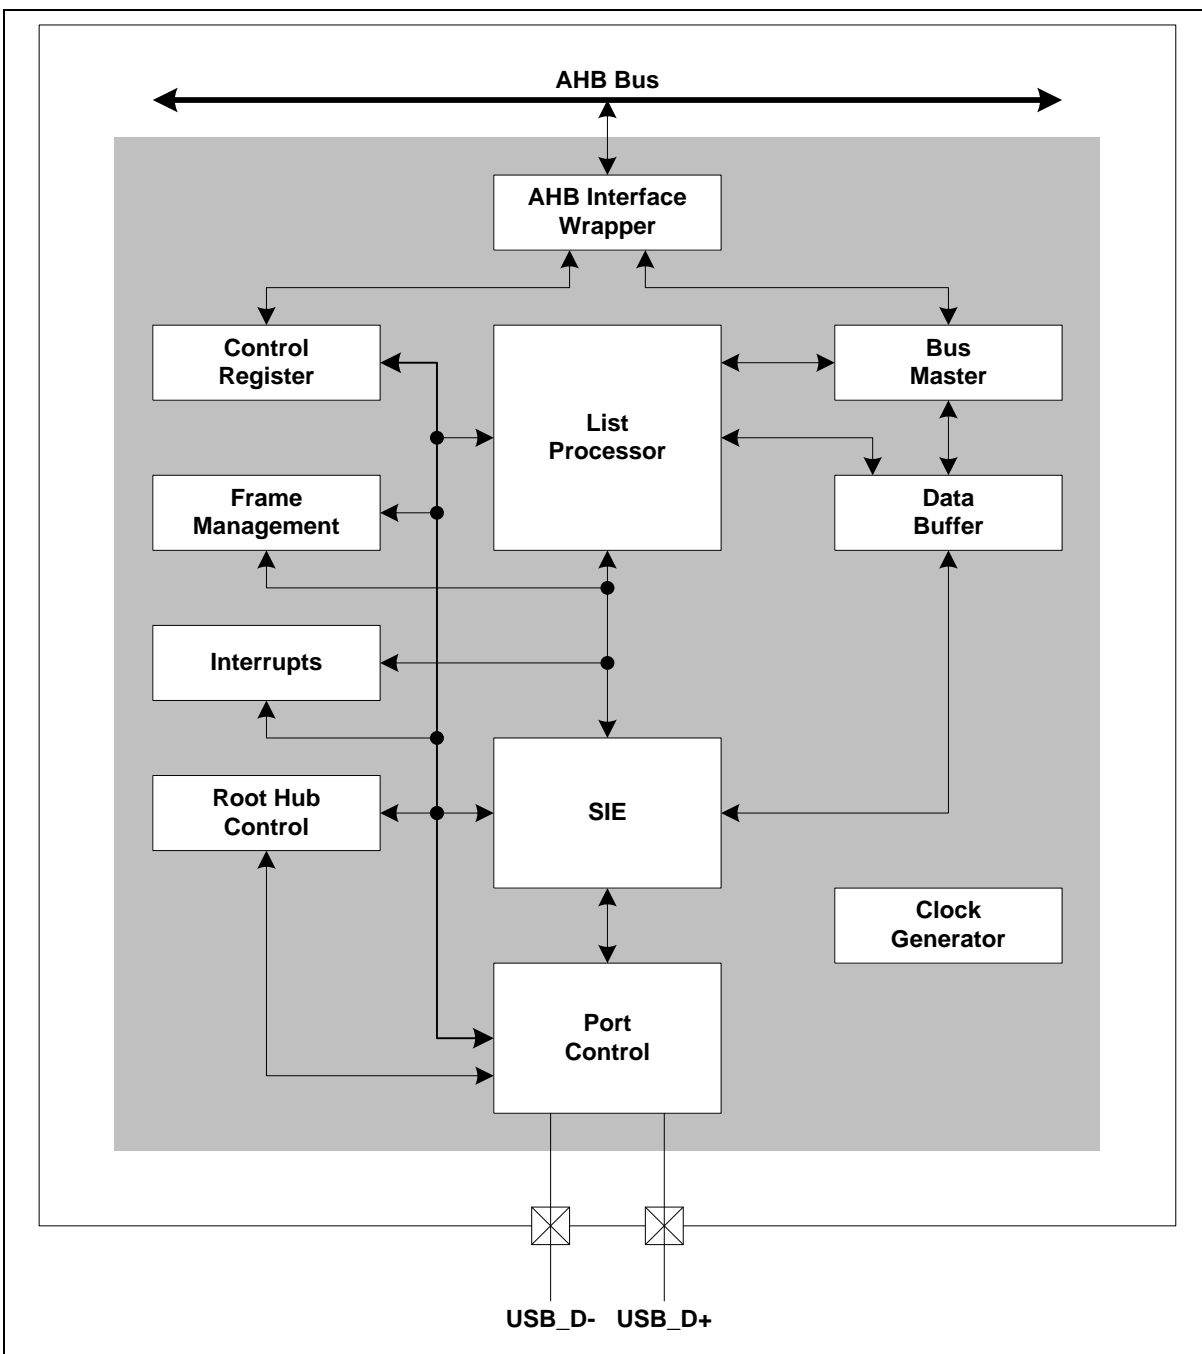 AHB Bus
AHB Interface
Wrapper
Control
Register
List
Processor
Bus
Master
Frame
Management
Data
Buffer
Interrupts
Root Hub
Control
SIE
Clock
Generator
Port
Control
USB_D-
USB_D+